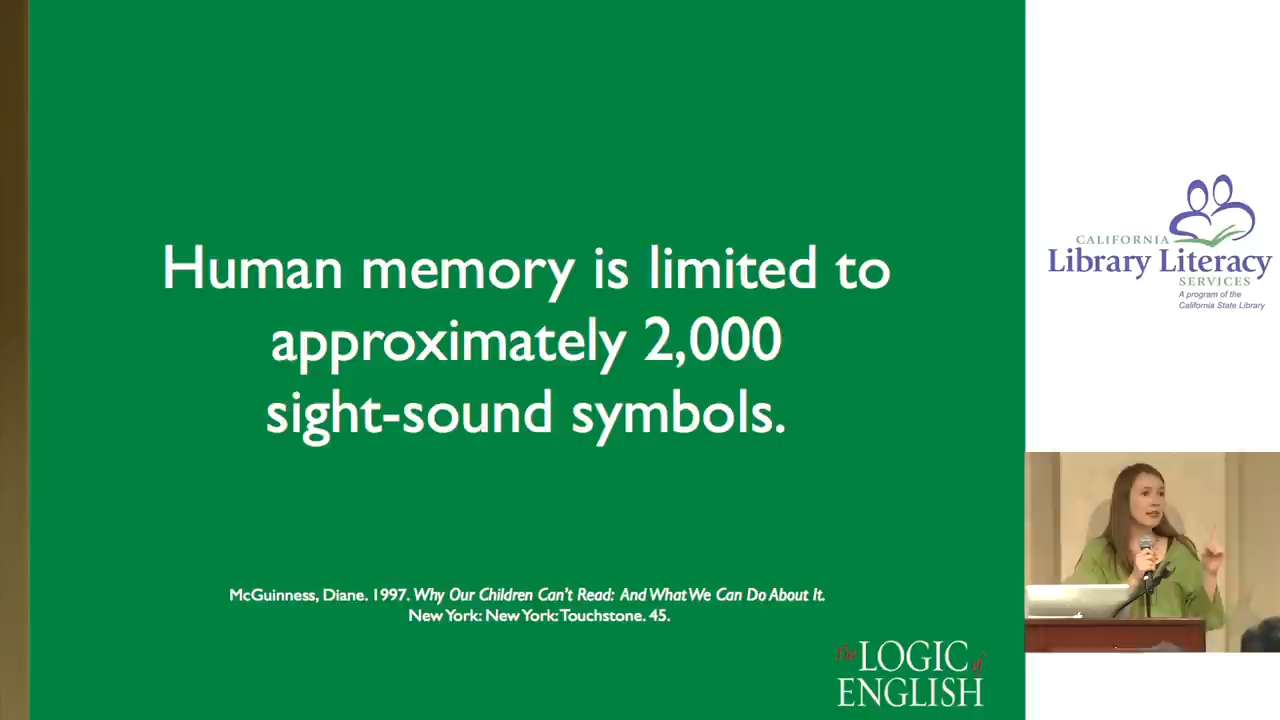 Human memory is limited to
approximately 2,000
sight-sound symbols.
McGuinness, Diane. 1997. Why Our Children Can't Read: And What We Can Do About It.
New York: New York: Touchstone. 45.
The LOGIC of
ENGLISH
CALIFORNIA
Library Literacy
SERVICES
A program of the
California State Library